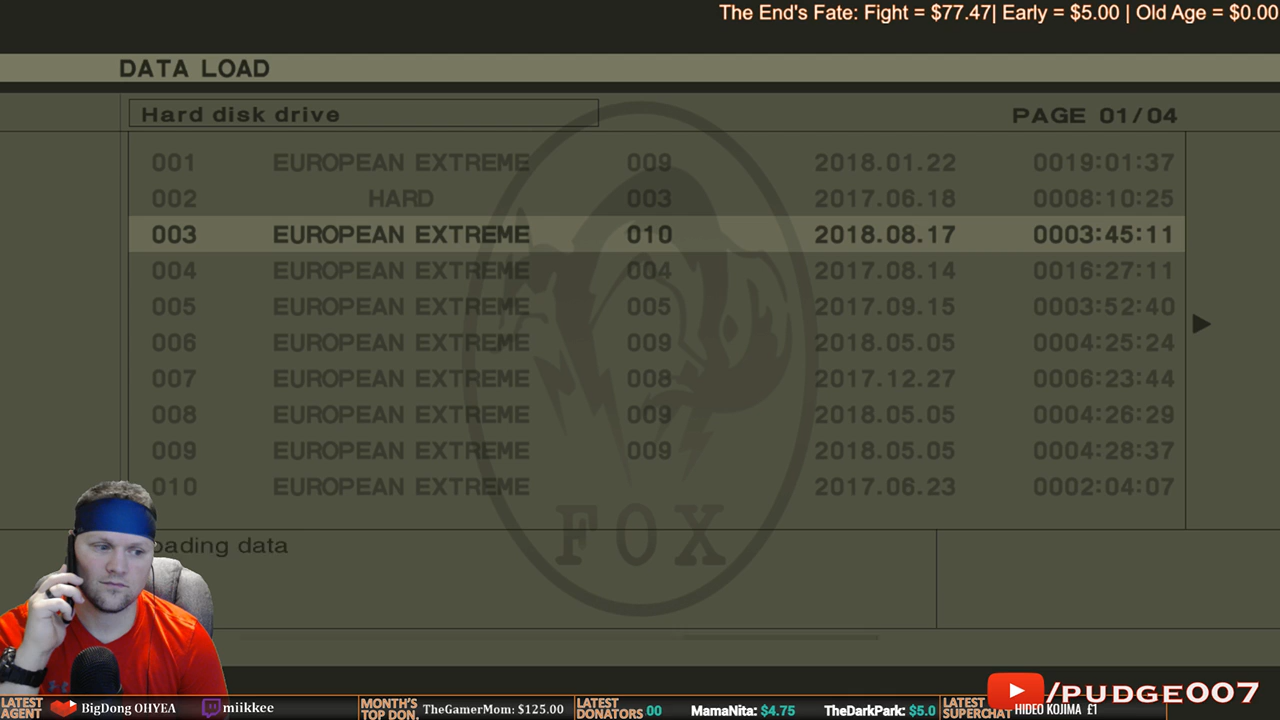 The End's Fate: Fight = $77.47| Early = $5.00 | Old Age = $0.00
DATA LOAD
Hard disk drive PAGE 01/04
001 EUROPEAN EXTREME 009 2018.01.22 0019:01:37
002 HARD 003 2017.06.18 0008:10:25
003 EUROPEAN EXTREME 010 2018.08.17 0003:45:11
004 EUROPEAN EXTREME 004 2017.08.14 0016:27:11
005 EUROPEAN EXTREME 005 2017.09.15 0003:52:40
006 EUROPEAN EXTREME 009 2018.05.05 0004:25:24
007 EUROPEAN EXTREME 008 2017.12.27 0006:23:44
008 EUROPEAN EXTREME 009 2018.05.05 0004:26:29
009 EUROPEAN EXTREME 009 2018.05.05 0004:28:37
010 EUROPEAN EXTREME 2017.06.23 0002:04:07
FOX
oading data
LATEST AGENT BigDong OHYEA miikkee MONTH'S TOP DON. TheGamerMom: $125.00 LATEST DONATORS 00 MamaNita: $4.75 TheDarkPark: $5.0 LATEST SUPERCHAT HIDEO KOJIMA £1
/PUDGE007